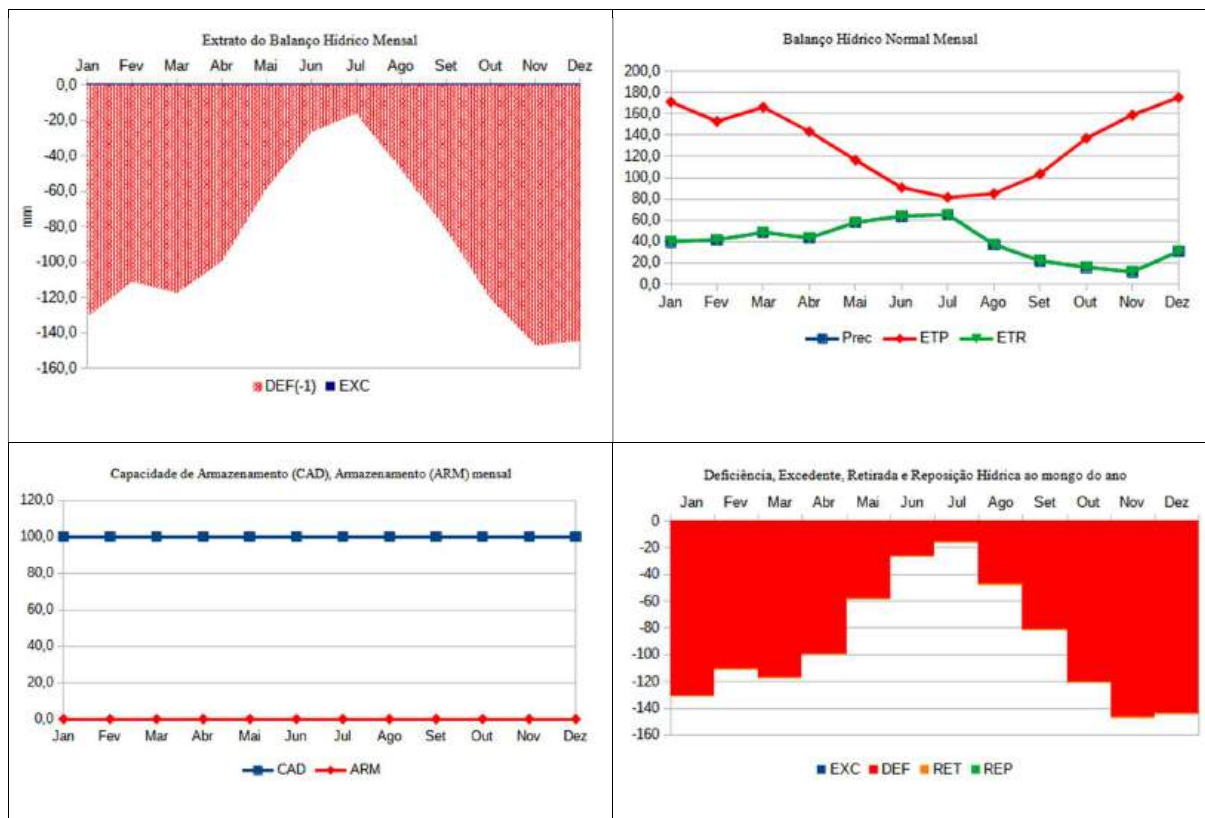 Extrato do Balanço Hídrico Mensal
Jan Fev Mar Abr Mai Jun Jul Ago Set Out Nov Dez
0,0
-20,0
-40,0
-60,0
-80,0
-100,0
-120,0
-140,0
-160,0
mm
DEF(-1) EXC
Balanço Hídrico Normal Mensal
200,0
180,0
160,0
140,0
120,0
100,0
80,0
60,0
40,0
20,0
0,0
Jan Fev Mar Abr Mai Jun Jul Ago Set Out Nov Dez
Prec ETP ETR
Capacidade de Armazenamento (CAD), Armazenamento (ARM) mensal
120,0
100,0
80,0
60,0
40,0
20,0
0,0
Jan Fev Mar Abr Mai Jun Jul Ago Set Out Nov Dez
CAD ARM
Deficiência, Excedente, Retirada e Reposição Hídrica ao mongo do ano
Jan Fev Mar Abr Mai Jun Jul Ago Set Out Nov Dez
0
-20
-40
-60
-80
-100
-120
-140
-160
EXC DEF RET REP